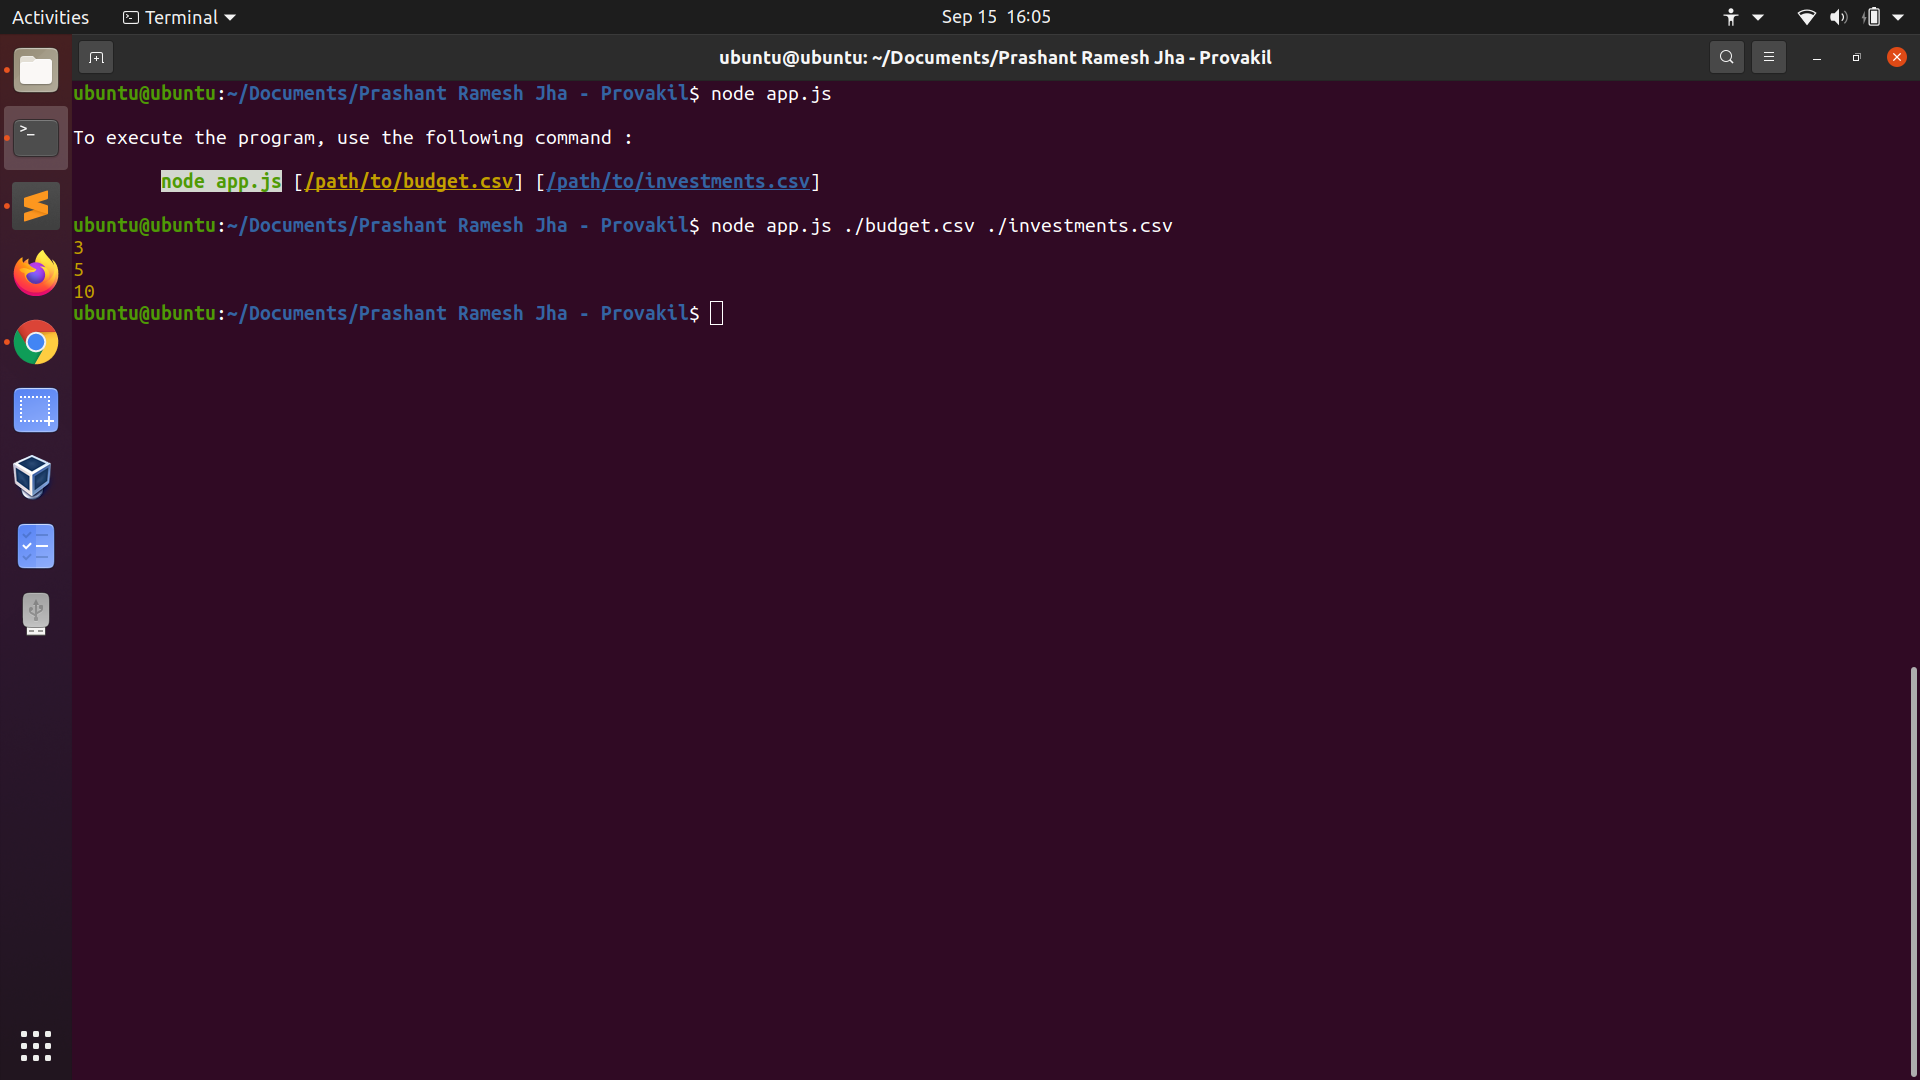 Activities Terminal Sep 15 16:05
ubuntu@ubuntu: ~/Documents/Prashant Ramesh Jha - Provakil
ubuntu@ubuntu:~/Documents/Prashant Ramesh Jha - Provakil$ node app.js
To execute the program, use the following command :
node app.js [/path/to/budget.csv] [/path/to/investments.csv]
ubuntu@ubuntu:~/Documents/Prashant Ramesh Jha - Provakil$ node app.js ./budget.csv ./investments.csv
3
5
10
ubuntu@ubuntu:~/Documents/Prashant Ramesh Jha - Provakil$